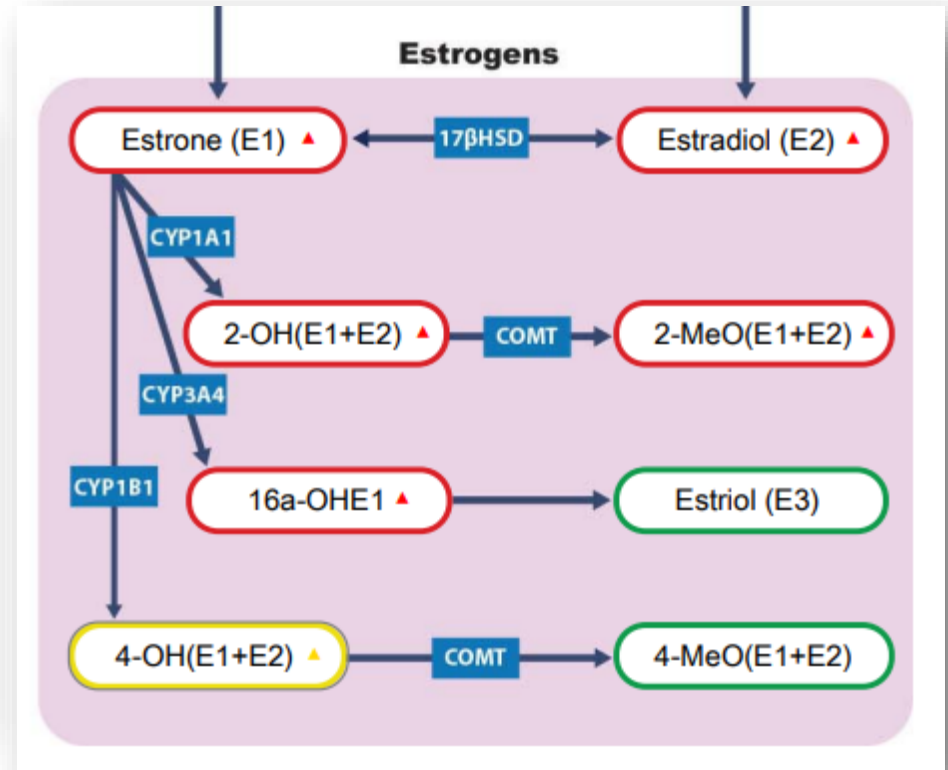 Estrogens
Estrone (E1)
17βHSD
Estradiol (E2)
CYP1A1
2-OH(E1+E2)
COMT
2-MeO(E1+E2)
CYP3A4
CYP1B1
16a-OHE1
Estriol (E3)
4-OH(E1+E2)
COMT
4-MeO(E1+E2)